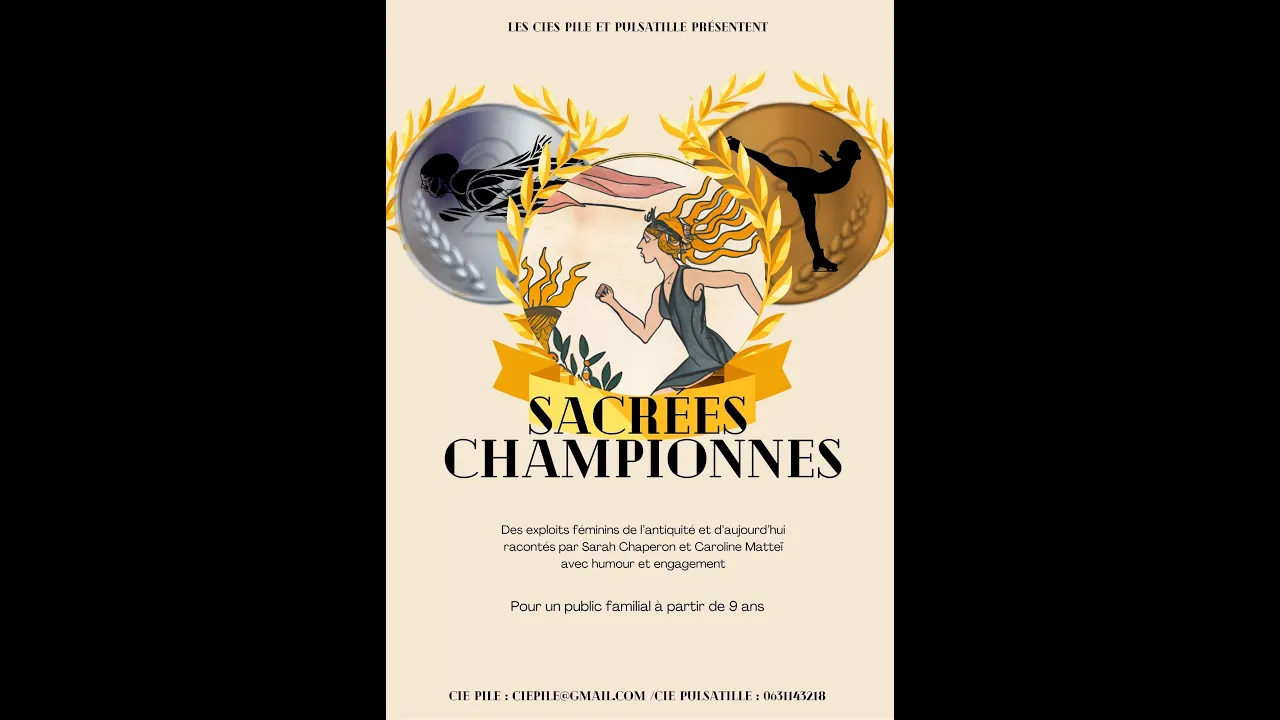 LES CIES PILE ET PULSATILLE PRÉSENTENT
2
3
SACRÉES
CHAMPIONNES
Des exploits féminins de l'antiquité et d'aujourd'hui
racontés par Sarah Chaperon et Caroline Matteï
avec humour et engagement
Pour un public familial à partir de 9 ans
CIE PILE : CIEPILE@GMAIL.COM /CIE PULSATILLE : 0631143218